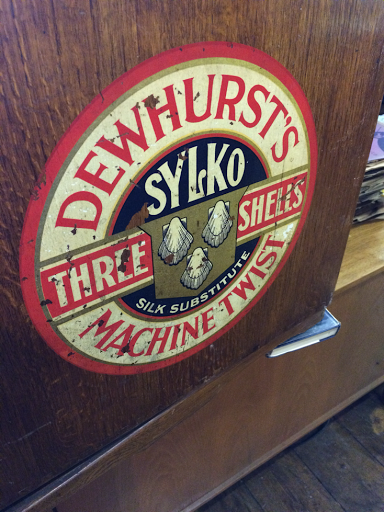 DEWHURST'S
SYLKO
THREE SHELLS
SILK SUBSTITUTE
MACHINE TWIST